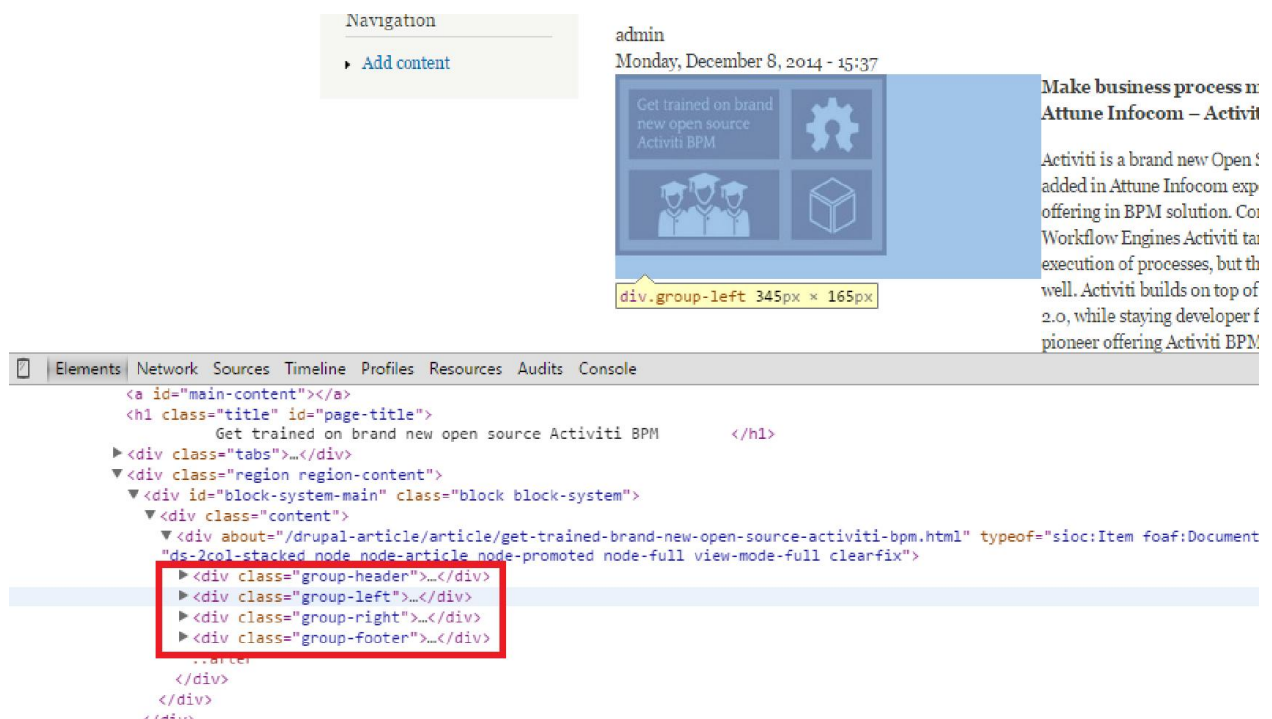 Navigation
Add content
admin
Monday, December 8, 2014 - 15:37
Get trained on brand
new open source
Activiti BPM
Make business process m
Attune Infocom – Activit
Activiti is a brand new Open S
added in Attune Infocom exp
offering in BPM solution. Co
Workflow Engines Activiti ta
execution of processes, but th
well. Activiti builds on top of
2.0, while staying developer f
pioneer offering Activiti BPM
div.group-left 345px × 165px
Elements Network Sources Timeline Profiles Resources Audits Console
<a id="main-content"></a>
<h1 class="title" id="page-title">
Get trained on brand new open source Activiti BPM </h1>
▶<div class="tabs">…</div>
▼<div class="region region-content">
▼<div id="block-system-main" class="block block-system">
▼<div class="content">
▼<div about="/drupal-article/article/get-trained-brand-new-open-source-activiti-bpm.html" typeof="sioc:Item foaf:Document
"ds-2col-stacked node node-article node-promoted node-full view-mode-full clearfix">
▶<div class="group-header">…</div>
▶<div class="group-left">…</div>
▶<div class="group-right">…</div>
▶<div class="group-footer">…</div>
::after
</div>
</div>
</div>